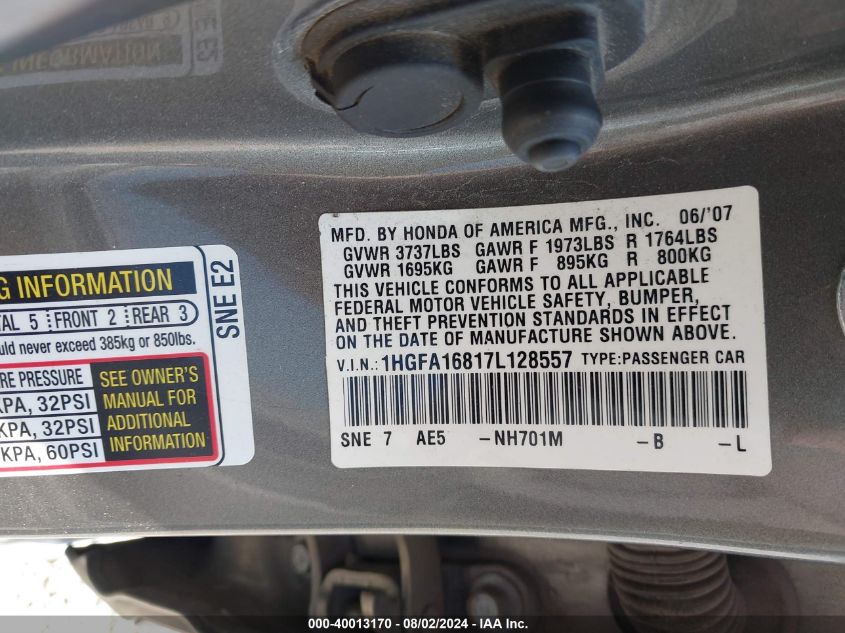 MFD. BY HONDA OF AMERICA MFG., INC. 06/'07
GVWR 3737LBS GAWR F 1973LBS R 1764LBS
GVWR 1695KG GAWR F 895KG R 800KG
THIS VEHICLE CONFORMS TO ALL APPLICABLE
FEDERAL MOTOR VEHICLE SAFETY, BUMPER,
AND THEFT PREVENTION STANDARDS IN EFFECT
ON THE DATE OF MANUFACTURE SHOWN ABOVE.
V.I.N.: 1HGFA16817L128557 TYPE:PASSENGER CAR
SNE 7 AE5 -NH701M -B -L
G INFORMATION
TAL 5 FRONT 2 REAR 3
ould never exceed 385kg or 850lbs.
RE PRESSURE
KPA, 32PSI
KPA, 32PSI
KPA, 60PSI
SEE OWNER'S
MANUAL FOR
ADDITIONAL
INFORMATION
SNE E2
000-40013170 - 08/02/2024 - IAAI Inc.